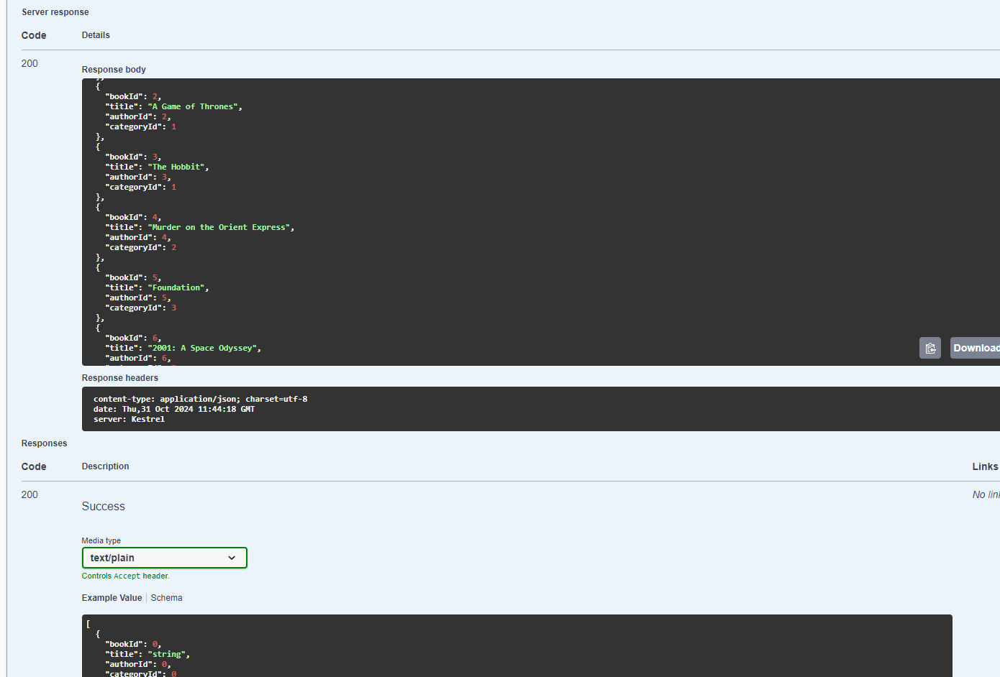 Server response
Code Details
200
Response body
},
{
"bookId": 2,
"title": "A Game of Thrones",
"authorId": 2,
"categoryId": 1
},
{
"bookId": 3,
"title": "The Hobbit",
"authorId": 3,
"categoryId": 1
},
{
"bookId": 4,
"title": "Murder on the Orient Express",
"authorId": 4,
"categoryId": 2
},
{
"bookId": 5,
"title": "Foundation",
"authorId": 5,
"categoryId": 3
},
{
"bookId": 6,
"title": "2001: A Space Odyssey",
"authorId": 6,
Download
Response headers
content-type: application/json; charset=utf-8
date: Thu,31 Oct 2024 11:44:18 GMT
server: Kestrel
Responses
Code Description Links
200 No lin
Success
Media type
text/plain
Controls Accept header.
Example Value Schema
[
{
"bookId": 0,
"title": "string",
"authorId": 0,
"categoryId": 0